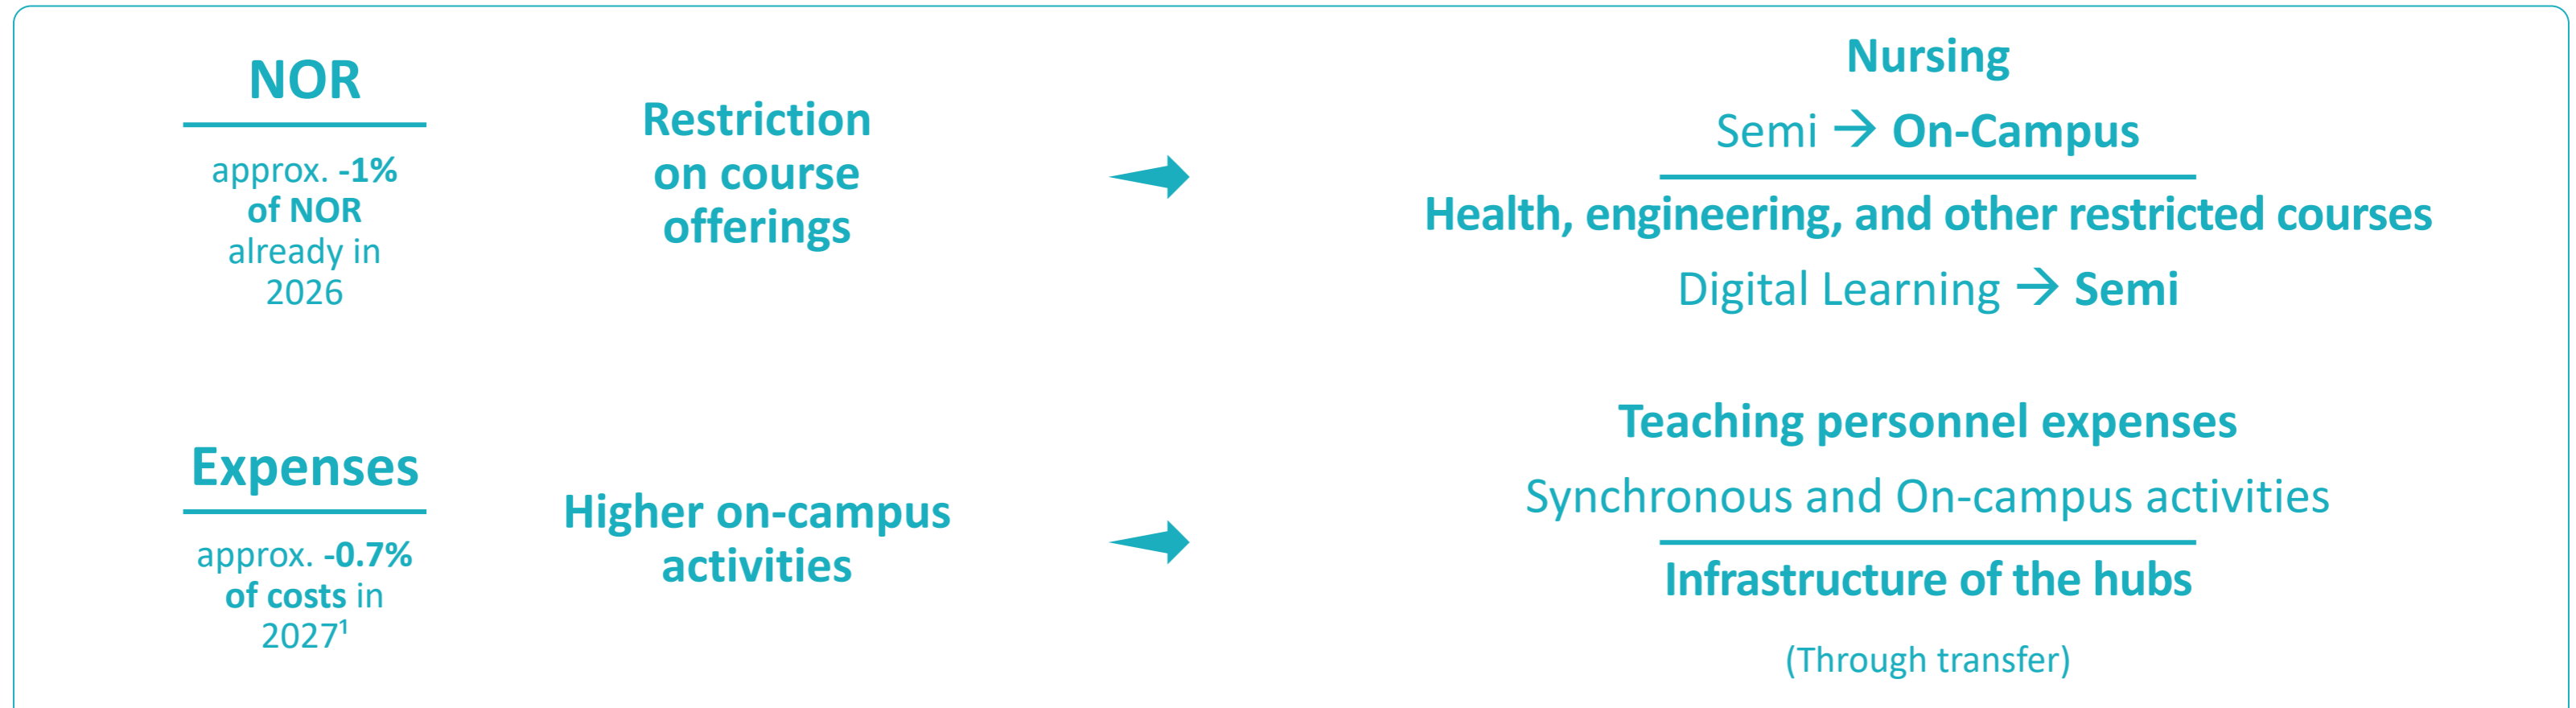 NOR
approx. -1%
of NOR
already in
2026
Restriction
on course
offerings
Nursing
Semi → On-Campus
Health, engineering, and other restricted courses
Digital Learning → Semi
Expenses
approx. -0.7%
of costs in
2027¹
Higher on-campus
activities
Teaching personnel expenses
Synchronous and On-campus activities
Infrastructure of the hubs
(Through transfer)